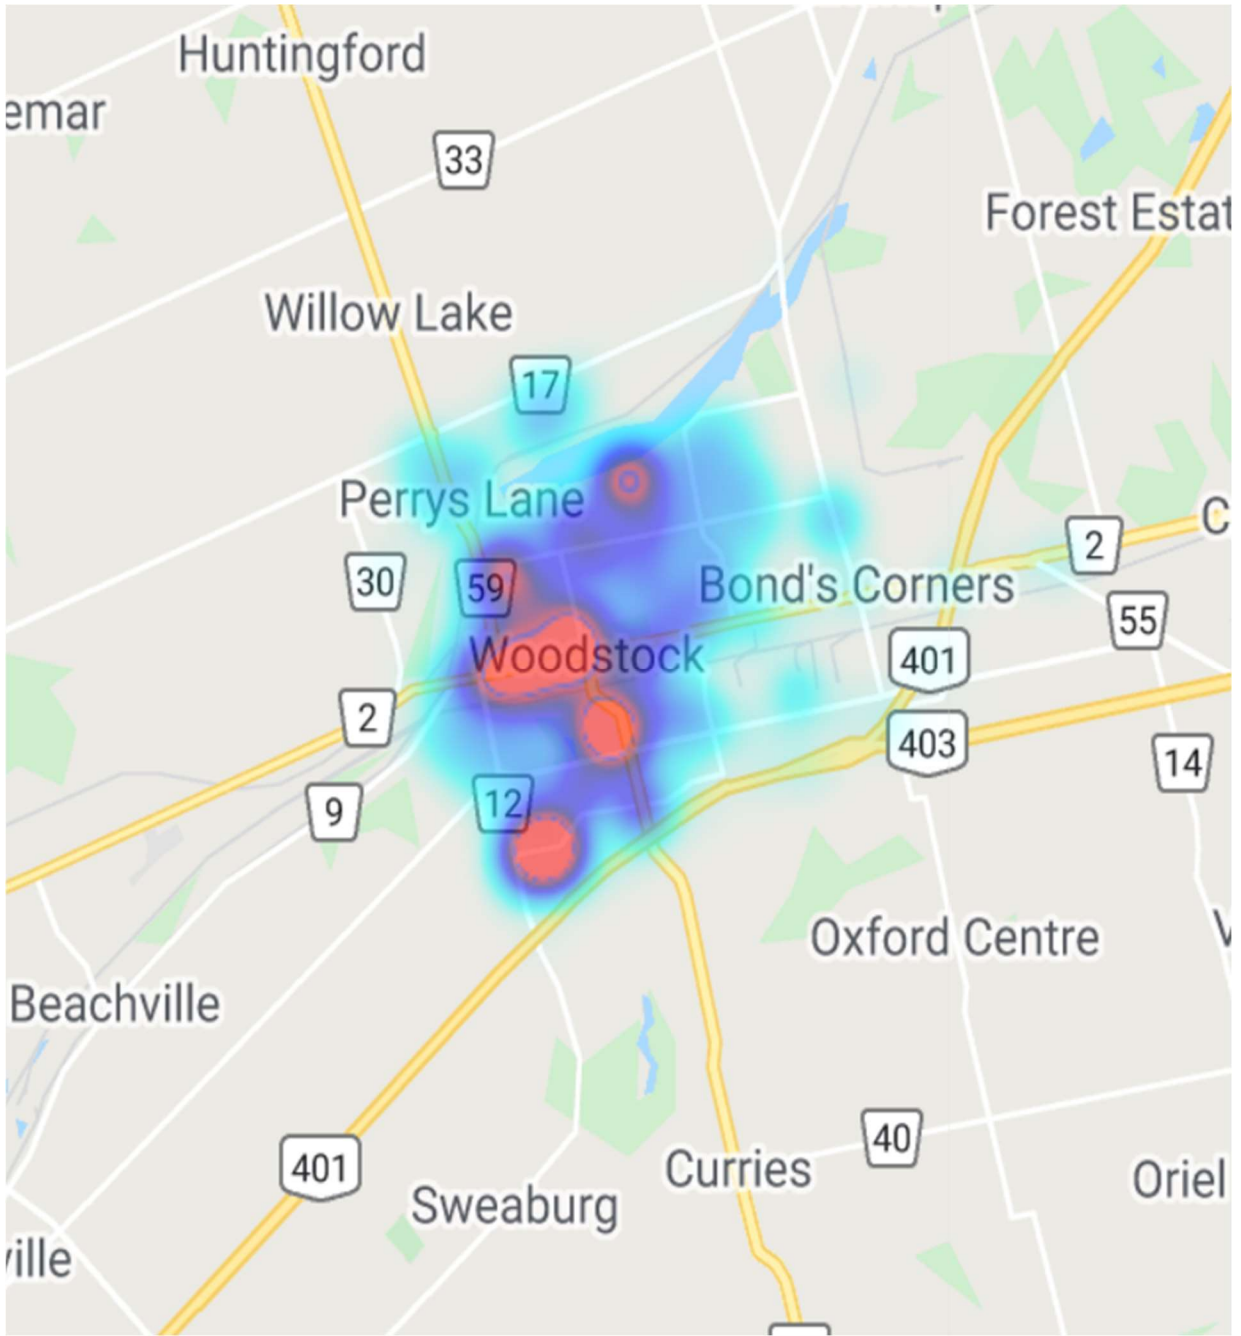 Huntingford
emar
33
Forest Estat
Willow Lake
17
Perrys Lane
C
2
30
59
Bond's Corners
55
Woodstock
401
2
403
14
12
9
Oxford Centre
V
Beachville
40
401
Curries
Oriel
Sweaburg
ville